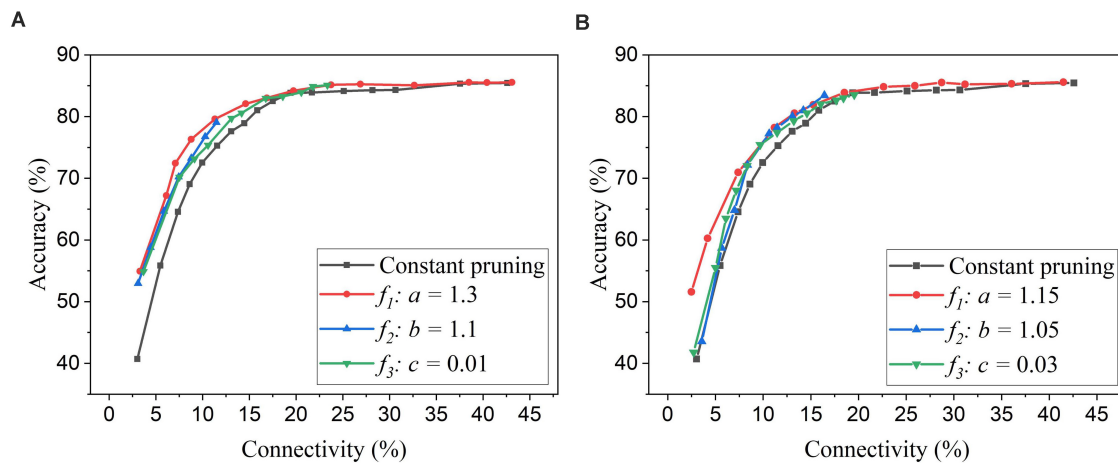 A
90
80
70
60
50
40
Accuracy (%)
0 5 10 15 20 25 30 35 40 45
Connectivity (%)
Constant pruning
f1: a = 1.3
f2: b = 1.1
f3: c = 0.01
B
90
80
70
60
50
40
Accuracy (%)
0 5 10 15 20 25 30 35 40 45
Connectivity (%)
Constant pruning
f1: a = 1.15
f2: b = 1.05
f3: c = 0.03